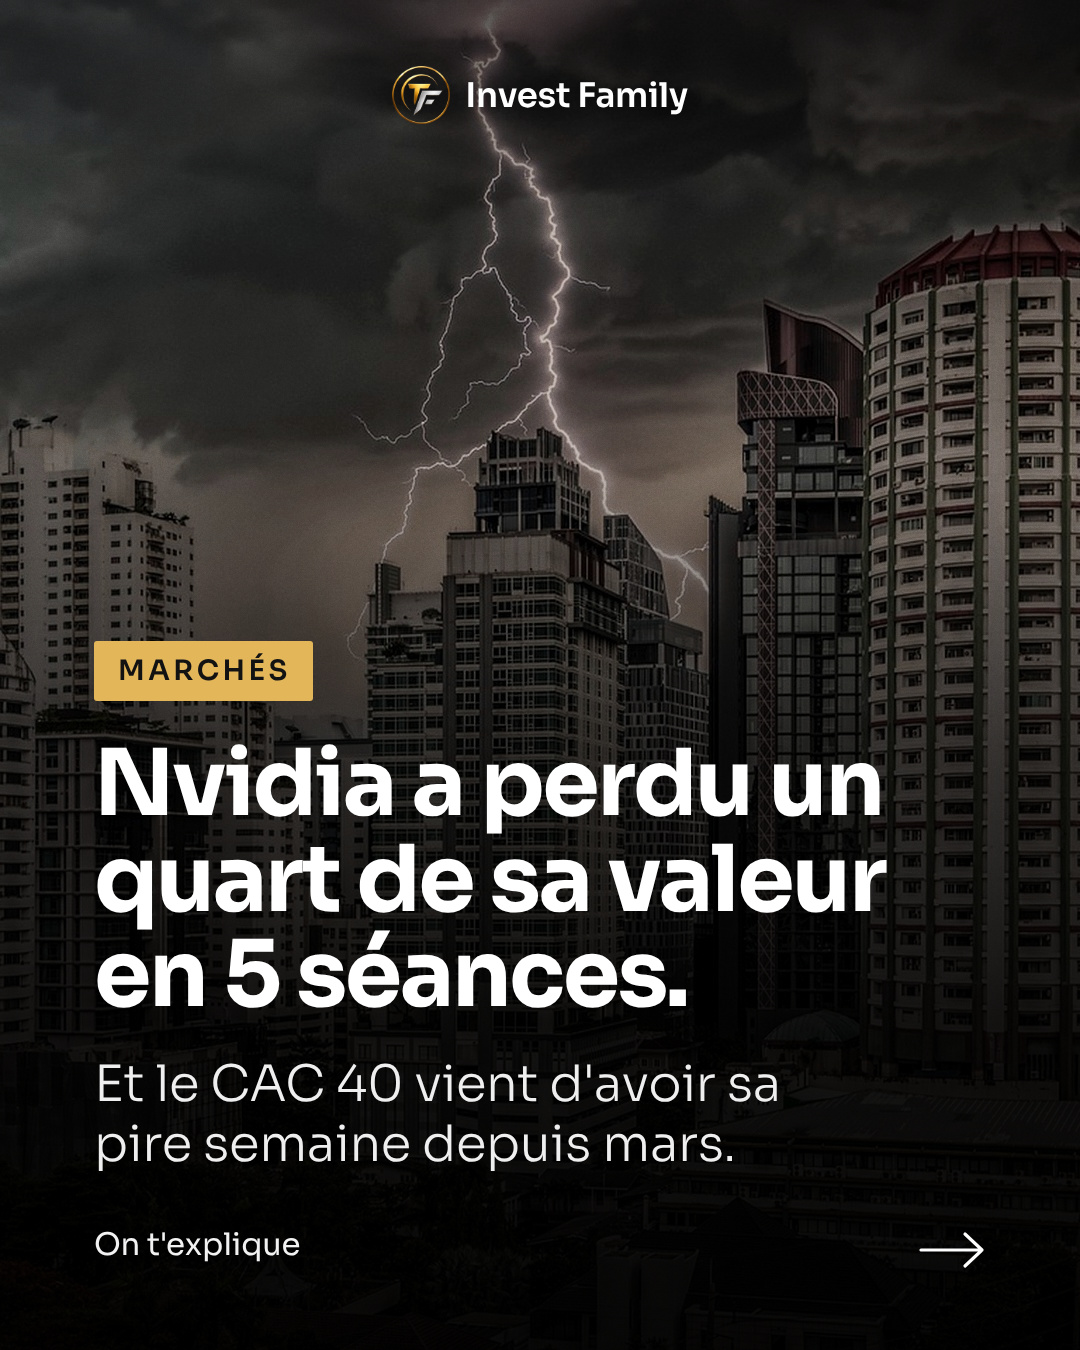 Invest Family
MARCHÉS
Nvidia a perdu un
quart de sa valeur
en 5 séances.
Et le CAC 40 vient d'avoir sa
pire semaine depuis mars.
On t'explique